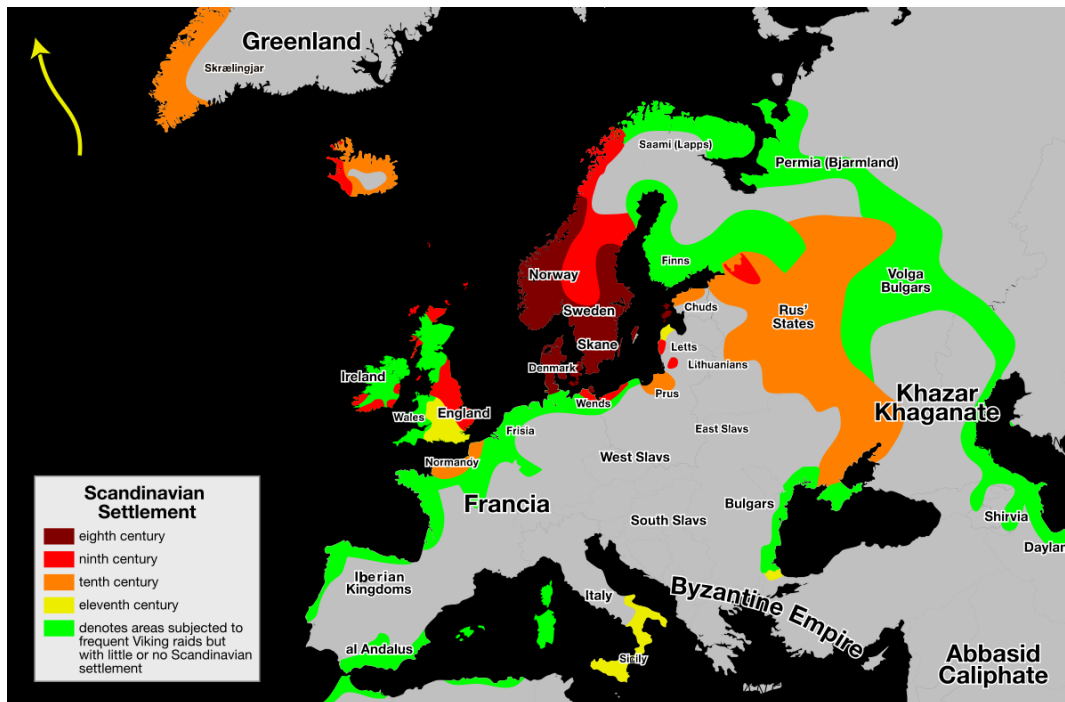 Greenland
Skrælingjar
Saami (Lapps)
Permia (Bjarmland)
Finns
Volga
Bulgars
Norway
Sweden
Skane
Denmark
Chuds
Rus'
States
Letts
Lithuanians
Prus
Wends
Ireland
Wales
England
Frisia
Normandy
Khazar
Khaganate
East Slavs
West Slavs
Francia
Bulgars
South Slavs
Shirvia
Daylar
Iberian
Kingdoms
Italy
Byzantine Empire
al Andalus
Sicily
Abbasid
Caliphate
Scandinavian
Settlement
eighth century
ninth century
tenth century
eleventh century
denotes areas subjected to
frequent Viking raids but
with little or no Scandinavian
settlement